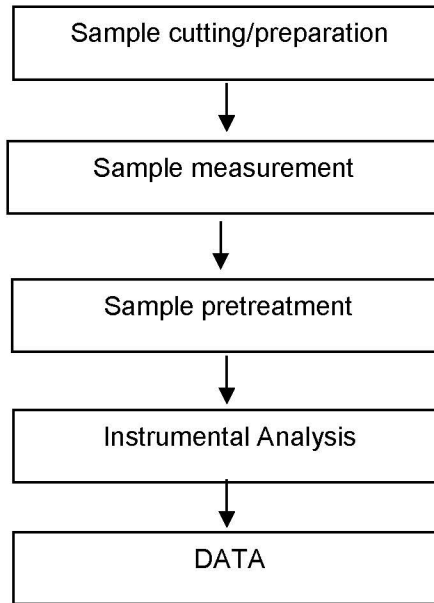 Sample cutting/preparation
Sample measurement
Sample pretreatment
Instrumental Analysis
DATA